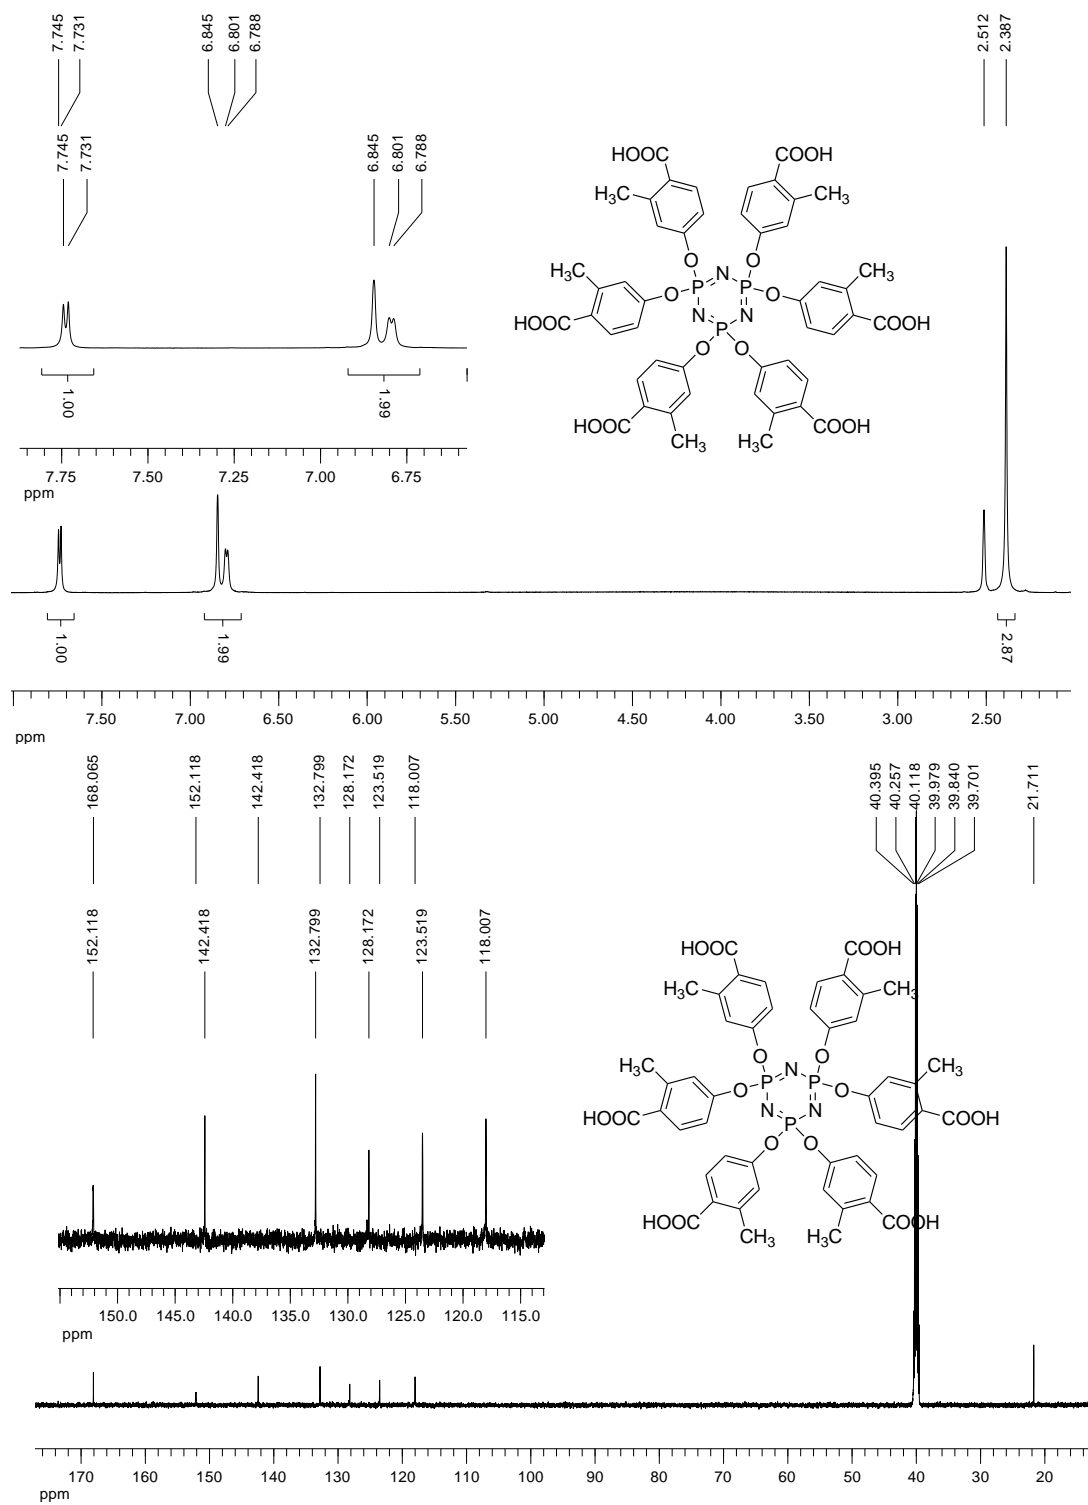 7.745 7.731 6.845 6.801 6.788 2.512 2.387
7.745 7.731 6.845 6.801 6.788
HOOC COOH
H₃C CH₃
O O
H₃C N CH₃
O P P O
HOOC N N COOH
P
O O
HOOC COOH
CH₃ H₃C
1.00 1.99
7.75 7.50 7.25 7.00 6.75
ppm
1.00 1.99 2.87
7.50 7.00 6.50 6.00 5.50 5.00 4.50 4.00 3.50 3.00 2.50
ppm
168.065 152.118 142.418 132.799 128.172 123.519 118.007 40.395 40.257 40.118 39.979 39.840 39.701 21.711
152.118 142.418 132.799 128.172 123.519 118.007
HOOC COOH
H₃C CH₃
O O
H₃C N CH₃
O P P O
HOOC N N COOH
P
O O
HOOC COOH
CH₃ H₃C
150.0 145.0 140.0 135.0 130.0 125.0 120.0 115.0
ppm
170 160 150 140 130 120 110 100 90 80 70 60 50 40 30 20
ppm